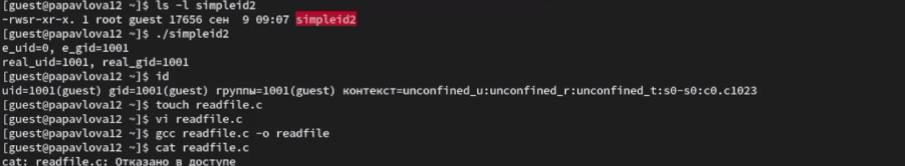 [guest@papavlova12 ~]$ ls -l simpleid2
-rwsr-xr-x. 1 root guest 17656 сен  9 09:07 simpleid2
[guest@papavlova12 ~]$ ./simpleid2
e_uid=0, e_gid=1001
real_uid=1001, real_gid=1001
[guest@papavlova12 ~]$ id
uid=1001(guest) gid=1001(guest) группы=1001(guest) контекст=unconfined_u:unconfined_r:unconfined_t:s0-s0:c0.c1023
[guest@papavlova12 ~]$ touch readfile.c
[guest@papavlova12 ~]$ vi readfile.c
[guest@papavlova12 ~]$ gcc readfile.c -o readfile
[guest@papavlova12 ~]$ cat readfile.c
cat: readfile.c: Отказано в доступе